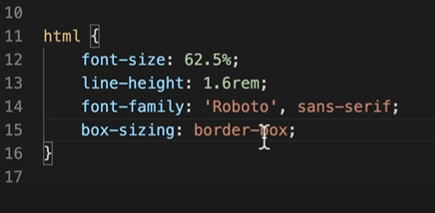 10
11 html {
12 font-size: 62.5%;
13 line-height: 1.6rem;
14 font-family: 'Roboto', sans-serif;
15 box-sizing: border-box;
16 }
17